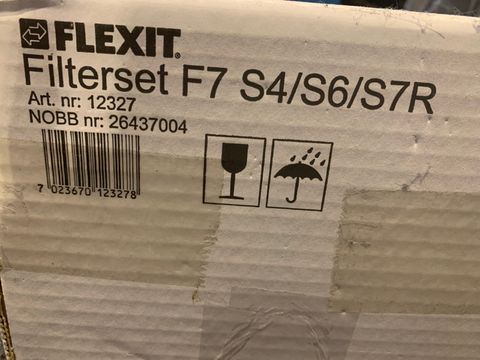 FLEXIT®
Filterset F7 S4/S6/S7R
Art. nr: 12327
NOBB nr: 26437004
7 023670 123278